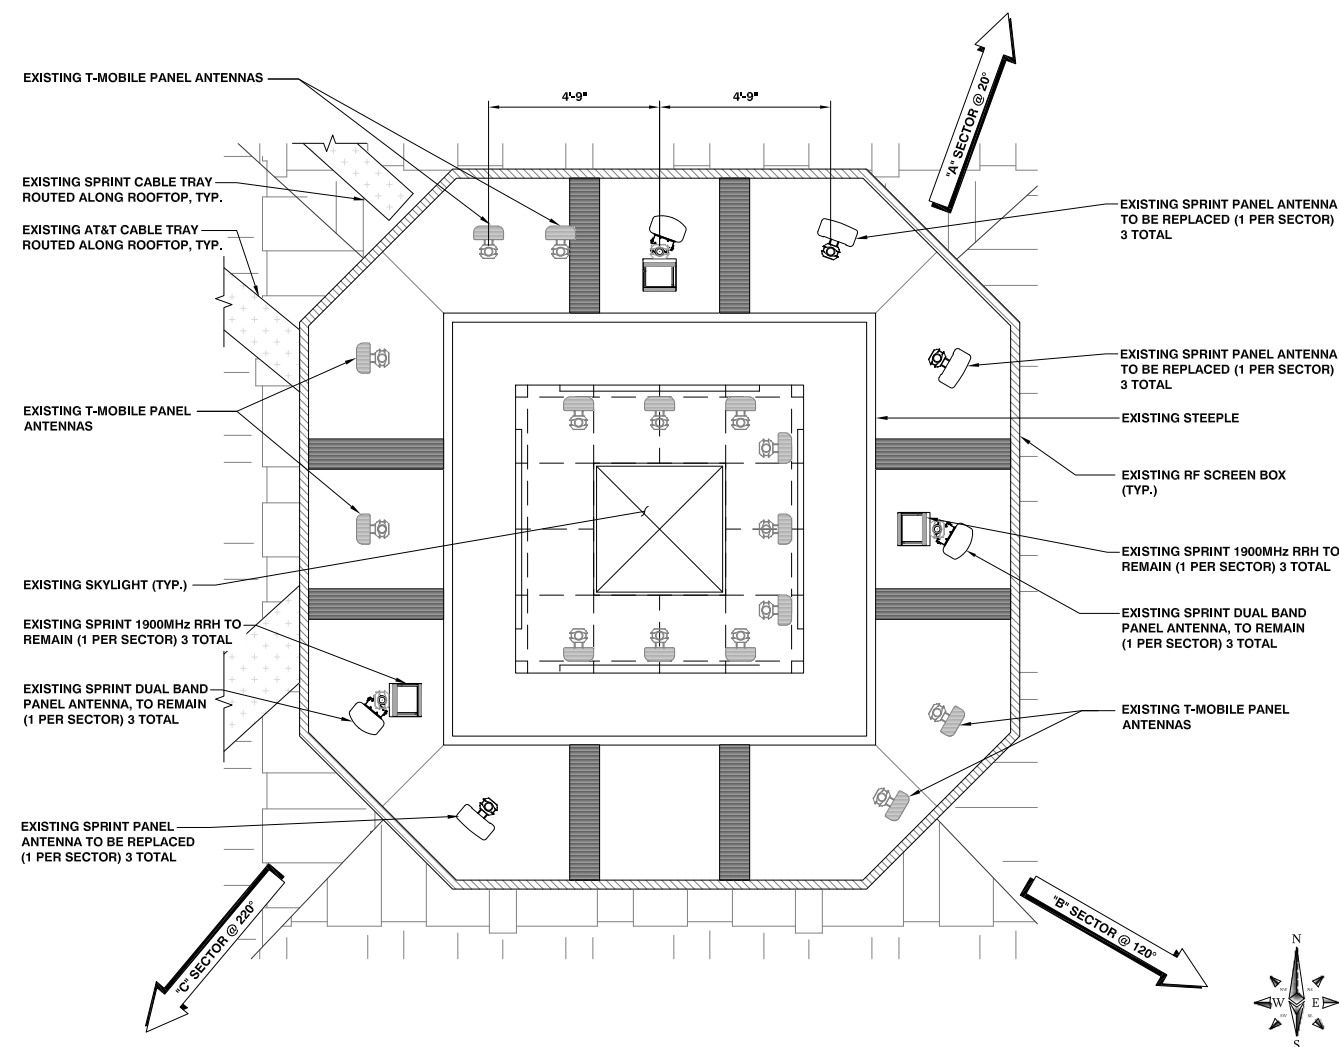 EXISTING T-MOBILE PANEL ANTENNAS
4'-9"
4'-9"
"A" SECTOR @ 20°
EXISTING SPRINT CABLE TRAY
ROUTED ALONG ROOFTOP, TYP.
EXISTING AT&T CABLE TRAY
ROUTED ALONG ROOFTOP, TYP.
EXISTING SPRINT PANEL ANTENNA
TO BE REPLACED (1 PER SECTOR)
3 TOTAL
EXISTING SPRINT PANEL ANTENNA
TO BE REPLACED (1 PER SECTOR)
3 TOTAL
EXISTING T-MOBILE PANEL
ANTENNAS
EXISTING STEEPLE
EXISTING RF SCREEN BOX
(TYP.)
EXISTING SKYLIGHT (TYP.)
EXISTING SPRINT 1900MHz RRH TO
REMAIN (1 PER SECTOR) 3 TOTAL
EXISTING SPRINT 1900MHz RRH TO
REMAIN (1 PER SECTOR) 3 TOTAL
EXISTING SPRINT DUAL BAND
PANEL ANTENNA, TO REMAIN
(1 PER SECTOR) 3 TOTAL
EXISTING SPRINT DUAL BAND
PANEL ANTENNA, TO REMAIN
(1 PER SECTOR) 3 TOTAL
EXISTING T-MOBILE PANEL
ANTENNAS
EXISTING SPRINT PANEL
ANTENNA TO BE REPLACED
(1 PER SECTOR) 3 TOTAL
"C" SECTOR @ 220°
"B" SECTOR @ 120°
N
W E
S